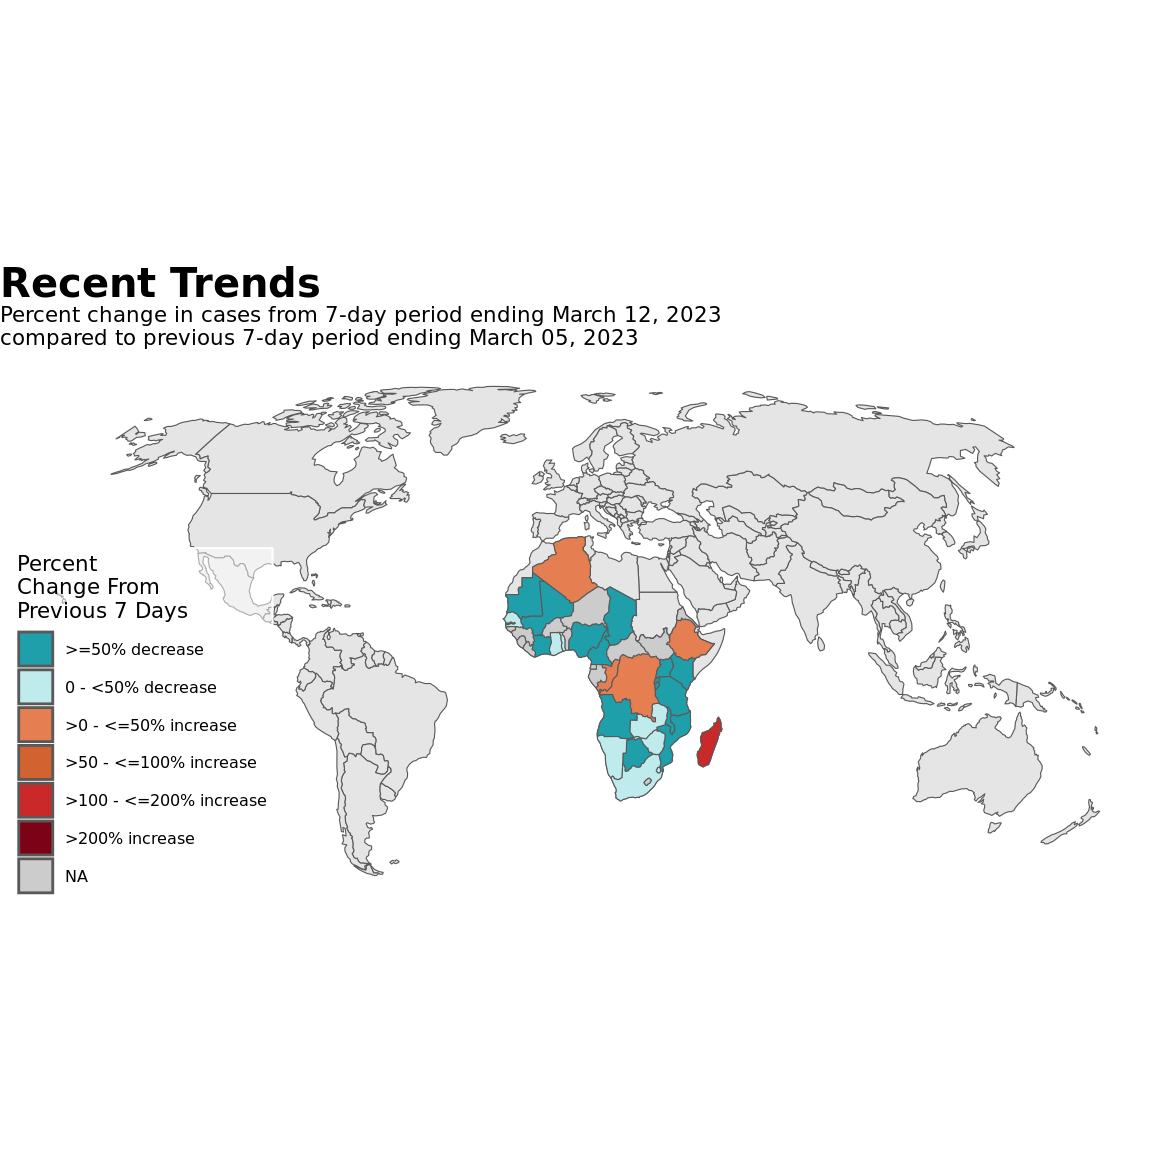 Recent Trends
Percent change in cases from 7-day period ending March 12, 2023
compared to previous 7-day period ending March 05, 2023
Percent
Change From
Previous 7 Days
>=50% decrease
0 - <50% decrease
>0 - <=50% increase
>50 - <=100% increase
>100 - <=200% increase
>200% increase
NA